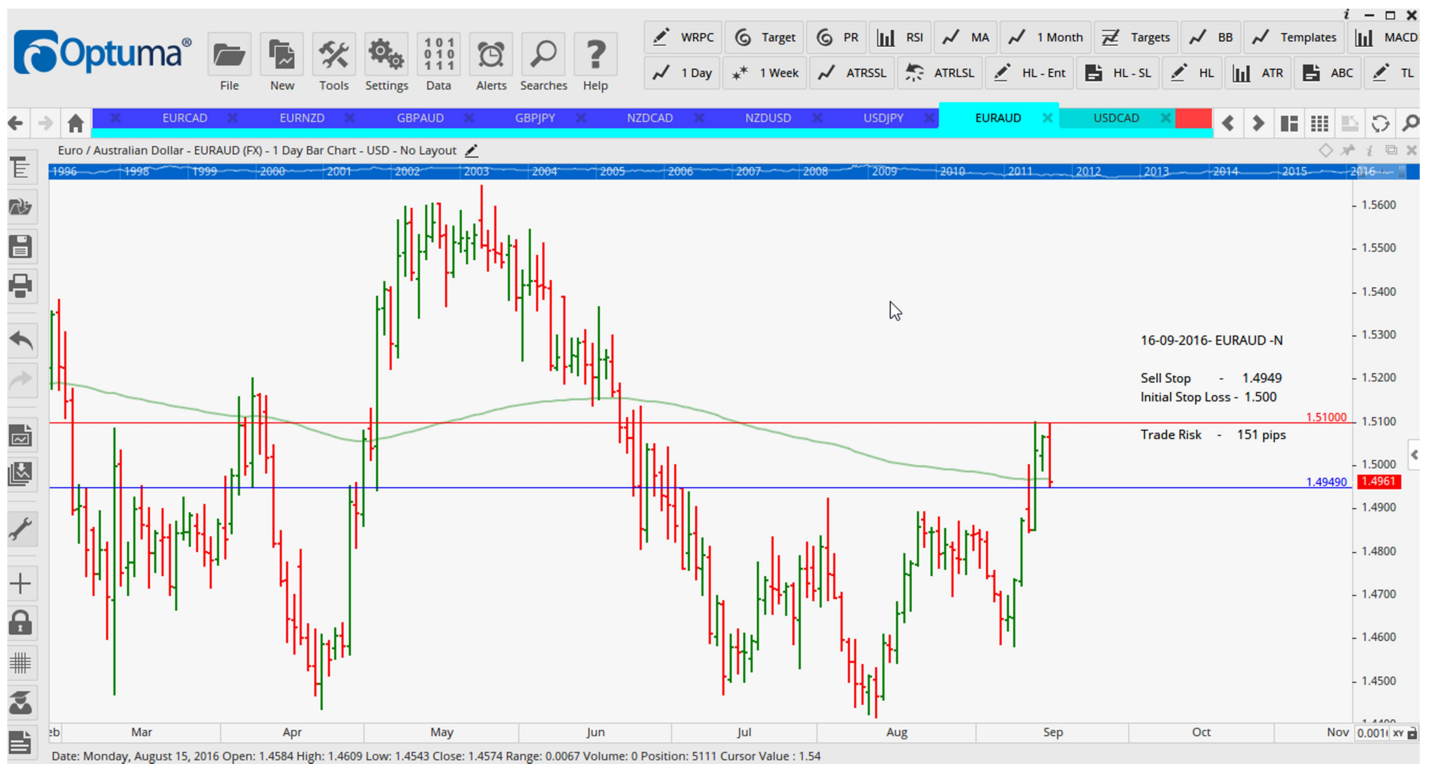 i
Optuma®
File New Tools Settings Data Alerts Searches Help
101
010
111
WRPC Target PR RSI MA 1 Month Targets BB Templates MACD
1 Day 1 Week ATRSSL ATRLSL HL - Ent HL - SL HL ATR ABC TL
EURCAD EURNZD GBPAUD GBPJPY NZDCAD NZDUSD USDJPY EURAUD USDCAD
Euro / Australian Dollar - EURAUD (FX) - 1 Day Bar Chart - USD - No Layout
1996 1998 1999 2000 2001 2002 2003 2004 2005 2006 2007 2008 2009 2010 2011 2012 2013 2014 2015 2016
1.5600
1.5500
1.5400
1.5300
16-09-2016- EURAUD -N
Sell Stop - 1.4949
1.5200
Initial Stop Loss - 1.500
1.51000
1.5100
Trade Risk - 151 pips
1.5000
1.49490
1.4961
1.4900
1.4800
1.4700
1.4600
1.4500
eb Mar Apr May Jun Jul Aug Sep Oct Nov XY
Date: Monday, August 15, 2016 Open: 1.4584 High: 1.4609 Low: 1.4543 Close: 1.4574 Range: 0.0067 Volume: 0 Position: 5111 Cursor Value : 1.54